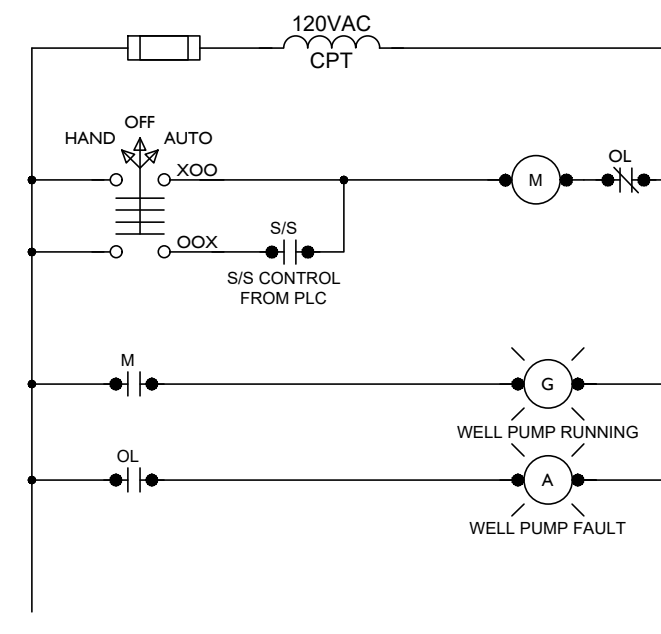 120VAC
CPT
OFF
HAND
AUTO
XOO
M
OL
OOX
S/S
S/S CONTROL
FROM PLC
M
G
WELL PUMP RUNNING
OL
A
WELL PUMP FAULT